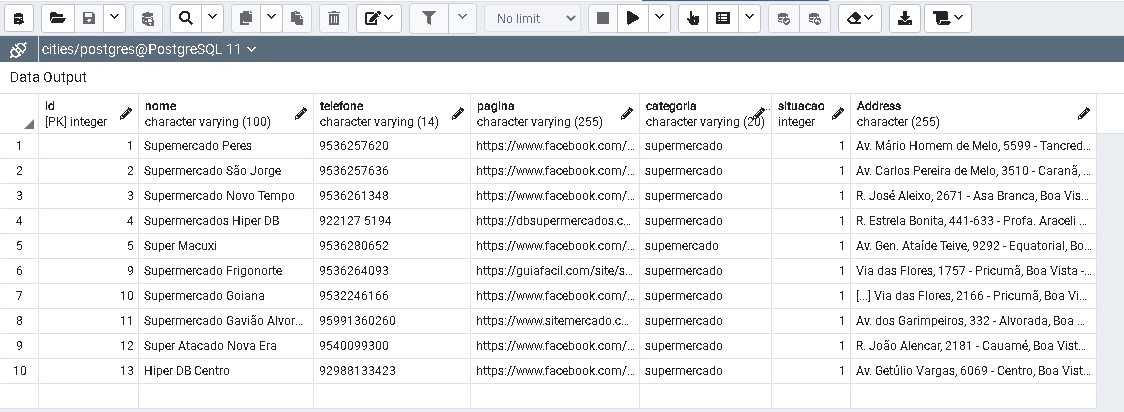 No limit
cities/postgres@PostgreSQL 11
Data Output
Id nome telefone pagina categoria situacao Address
[PK] integer character varying (100) character varying (14) character varying (255) character varying (20) integer character (255)
1 1 Supemercado Peres 9536257620 https://www.facebook.com/... supermercado 1 Av. Mário Homem de Melo, 5599 - Tancred...
2 2 Supermercado São Jorge 9536257636 https://www.facebook.com/... supermercado 1 Av. Carlos Pereira de Melo, 3510 - Caranã, ...
3 3 Supermercado Novo Tempo 9536261348 https://www.facebook.com/... supermercado 1 R. José Aleixo, 2671 - Asa Branca, Boa Vis...
4 4 Supermercados Hiper DB 922127 5194 https://dbsupermercados.c... supermercado 1 R. Estrela Bonita, 441-633 - Profa. Araceli ...
5 5 Super Macuxi 9536280652 https://www.facebook.com/... supemercado 1 Av. Gen. Ataíde Teive, 9292 - Equatorial, Bo...
6 9 Supermercado Frigonorte 9536264093 https://guiafacil.com/site/s... supermercado 1 Via das Flores, 1757 - Pricumã, Boa Vista -...
7 10 Supermercado Goiana 9532246166 https://www.facebook.com/... supermercado 1 [...] Via das Flores, 2166 - Pricumã, Boa Vi...
8 11 Supermercado Gavião Alvor... 95991360260 https://www.sitemercado.c... supermercado 1 Av. dos Garimpeiros, 332 - Alvorada, Boa ...
9 12 Super Atacado Nova Era 9540099300 https://www.facebook.com/... supermercado 1 R. João Alencar, 2181 - Cauamé, Boa Vist...
10 13 Hiper DB Centro 92988133423 https://www.facebook.com/... supermercado 1 Av. Getúlio Vargas, 6069 - Centro, Boa Vist...